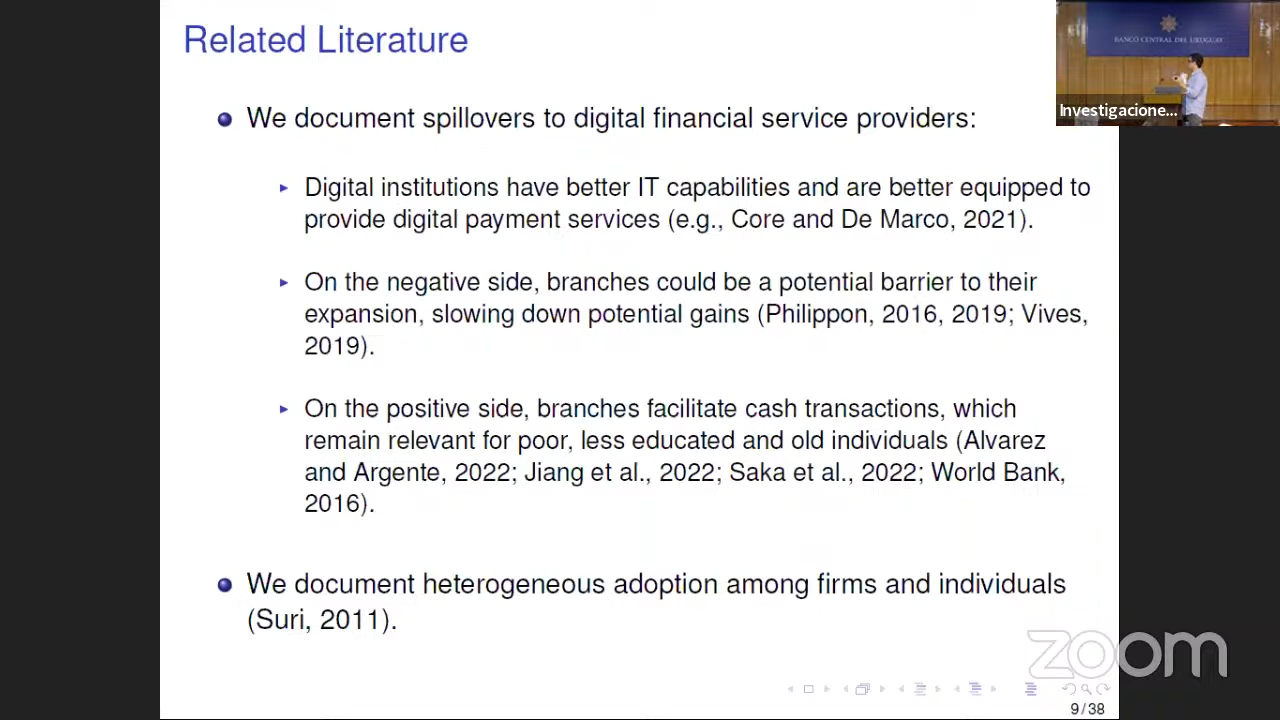 Related Literature
BANCO CENTRAL DEL URUGUAY
Investigacione...
We document spillovers to digital financial service providers:
Digital institutions have better IT capabilities and are better equipped to
provide digital payment services (e.g., Core and De Marco, 2021).
On the negative side, branches could be a potential barrier to their
expansion, slowing down potential gains (Philippon, 2016, 2019; Vives,
2019).
On the positive side, branches facilitate cash transactions, which
remain relevant for poor, less educated and old individuals (Alvarez
and Argente, 2022; Jiang et al., 2022; Saka et al., 2022; World Bank,
2016).
We document heterogeneous adoption among firms and individuals
(Suri, 2011).
zoom
9/38